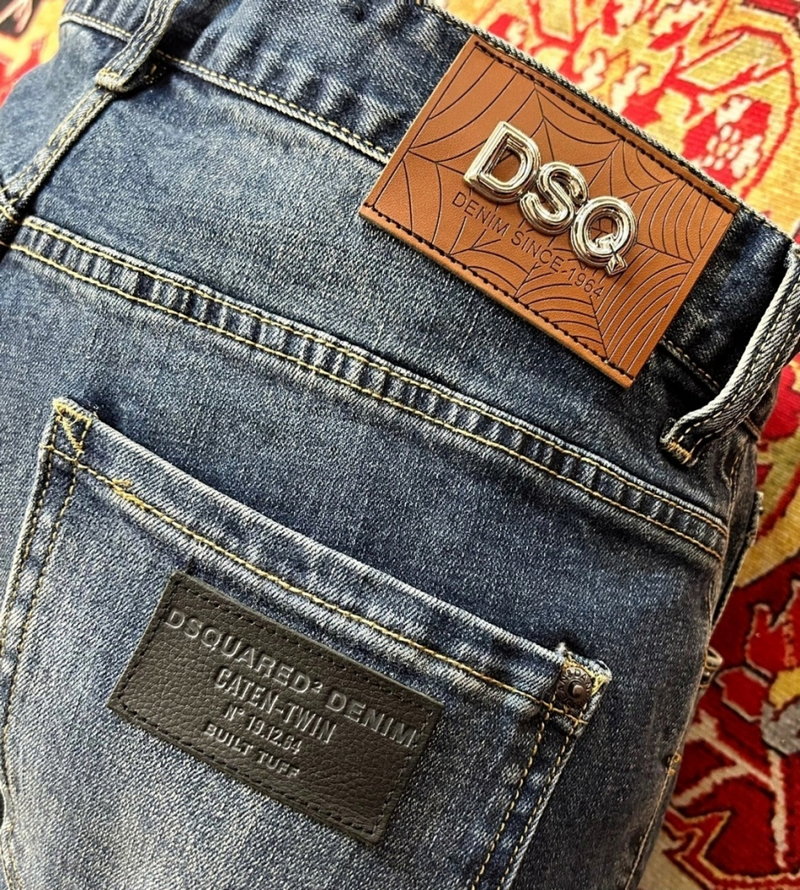 DSQ
DENIM SINCE-1964
DSQUARED² DENIM
CATEN-TWIN
Nº 19.12.64
BUILT TUFF